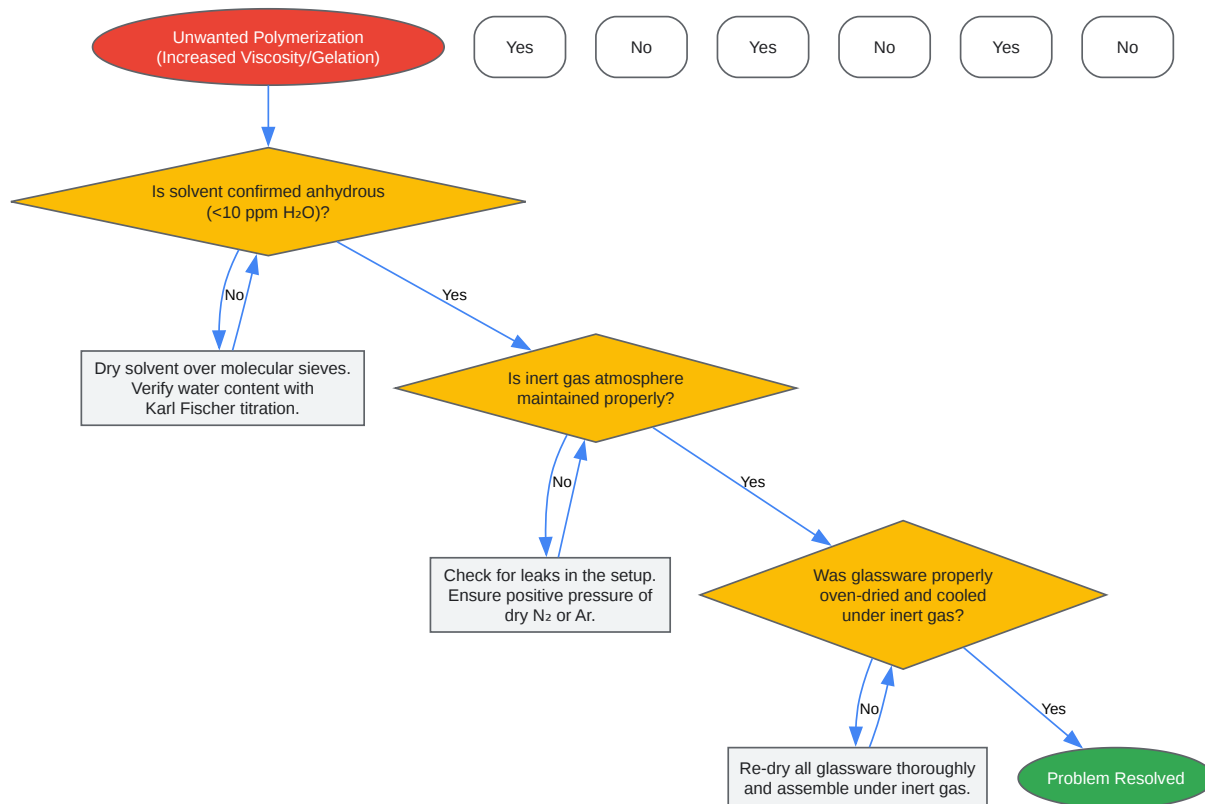 Unwanted Polymerization
(Increased Viscosity/Gelation)
Yes
No
Yes
No
Yes
No
Is solvent confirmed anhydrous
(<10 ppm H₂O)?
No
Yes
Dry solvent over molecular sieves.
Verify water content with
Karl Fischer titration.
Is inert gas atmosphere
maintained properly?
No
Yes
Check for leaks in the setup.
Ensure positive pressure of
dry N₂ or Ar.
Was glassware properly
oven-dried and cooled
under inert gas?
No
Yes
Re-dry all glassware thoroughly
and assemble under inert gas.
Problem Resolved